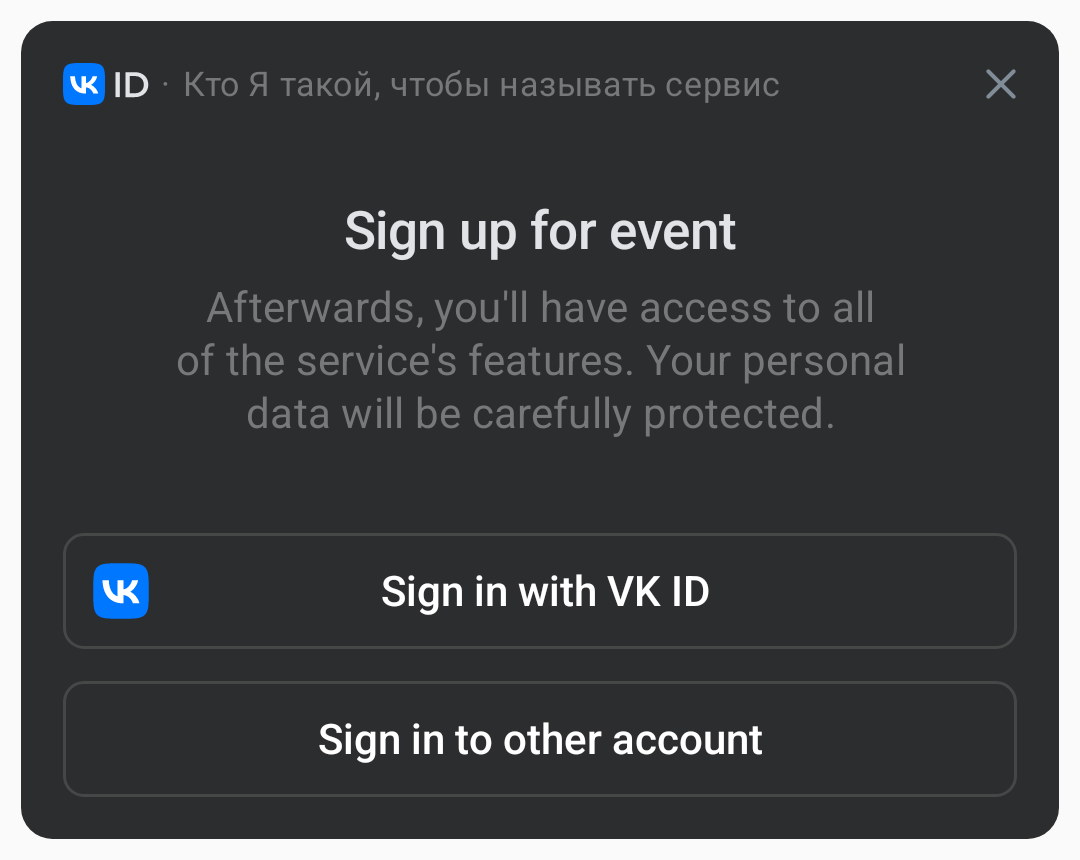 VK ID · Кто Я такой, чтобы называть сервис
Sign up for event
Afterwards, you'll have access to all
of the service's features. Your personal
data will be carefully protected.
VK Sign in with VK ID
Sign in to other account